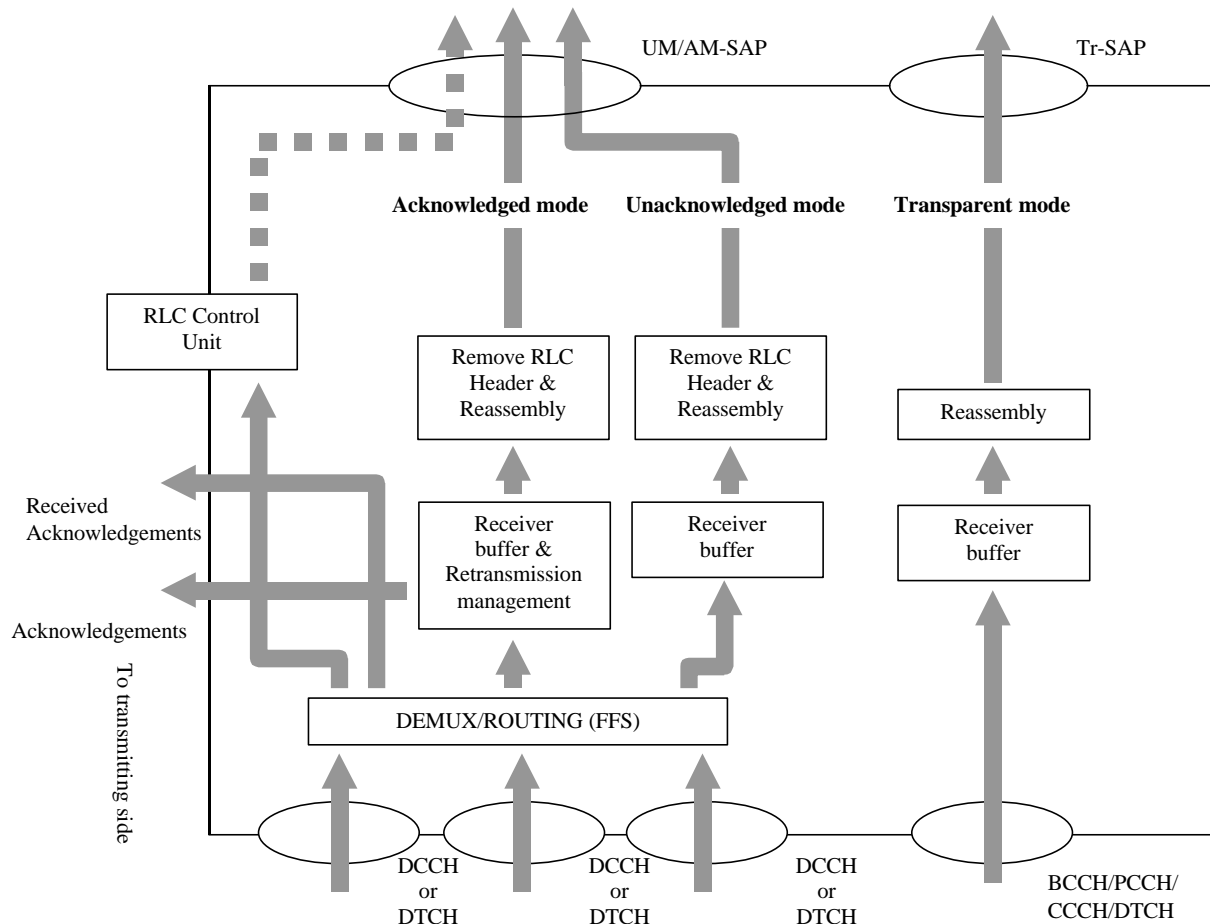 UM/AM-SAP
Tr-SAP
Acknowledged mode
Unacknowledged mode
Transparent mode
RLC Control
Unit
Remove RLC
Header &
Reassembly
Remove RLC
Header &
Reassembly
Reassembly
Received
Acknowledgements
Receiver
buffer &
Retransmission
management
Receiver
buffer
Receiver
buffer
Acknowledgements
To transmitting side
DEMUX/ROUTING (FFS)
DCCH
or
DTCH
DCCH
or
DTCH
DCCH
or
DTCH
BCCH/PCCH/
CCCH/DTCH